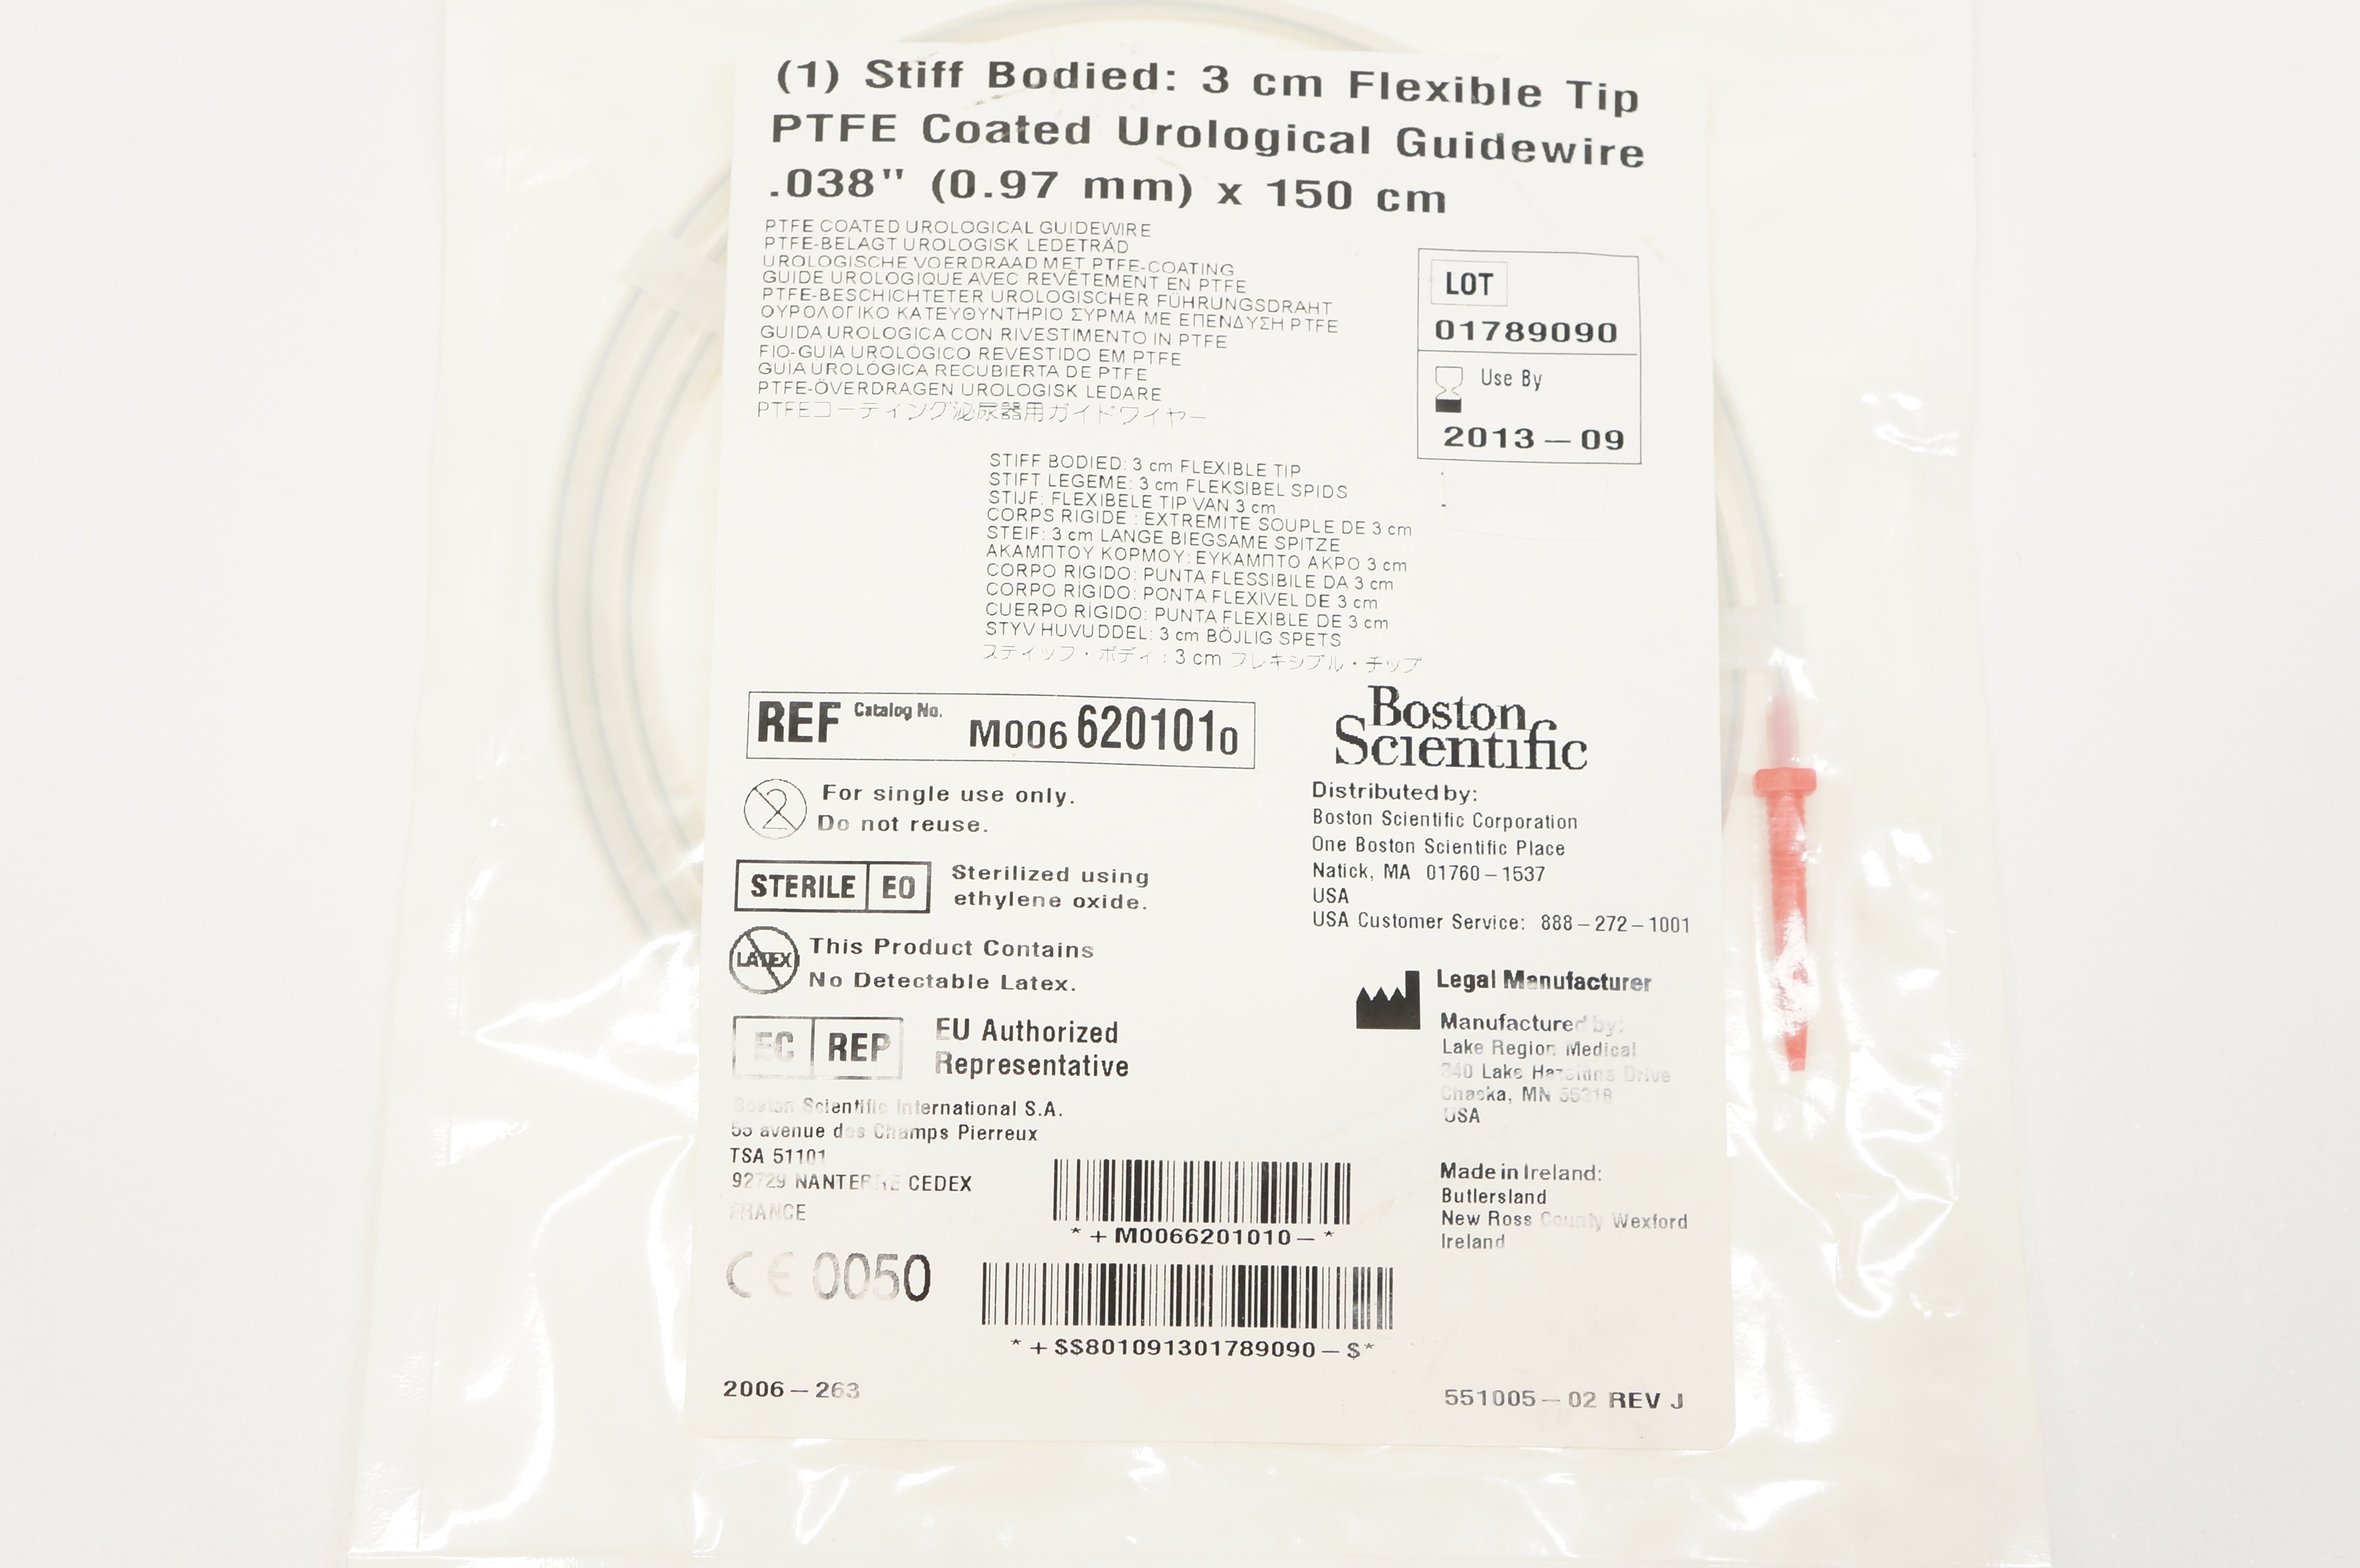 (1) Stiff Bodied: 3 cm Flexible Tip
PTFE Coated Urological Guidewire
.038" (0.97 mm) x 150 cm
PTFE COATED UROLOGICAL GUIDEWIRE
PTFE-BELAGT UROLOGISK LEDETRÅD
UROLOGISCHE VOERDRAAD MET PTFE-COATING
GUIDE UROLOGIQUE AVEC REVÊTEMENT EN PTFE
PTFE-BESCHICHTETER UROLOGISCHER FÜHRUNGSDRAHT
ΟΥΡΟΛΟΓΙΚΟ ΚΑΤΕΥΘΥΝΤΗΡΙΟ ΣΥΡΜΑ ΜΕ ΕΠΕΝΔΥΣΗ PTFE
GUIDA UROLOGICA CON RIVESTIMENTO IN PTFE
FIO-GUIA UROLÓGICO REVESTIDO EM PTFE
GUÍA UROLÓGICA RECUBIERTA DE PTFE
PTFE-ÖVERDRAGEN UROLOGISK LEDARE
PTFEコーティング泌尿器用ガイドワイヤー
LOT
01789090
Use By
2013-09
STIFF BODIED: 3 cm FLEXIBLE TIP
STIFT LEGEME: 3 cm FLEKSIBEL SPIDS
STIJF: FLEXIBELE TIP VAN 3 cm
CORPS RIGIDE : EXTREMITE SOUPLE DE 3 cm
STEIF: 3 cm LANGE BIEGSAME SPITZE
ΑΚΑΜΠΤΟΥ ΚΟΡΜΟΥ: ΕΥΚΑΜΠΤΟ ΑΚΡΟ 3 cm
CORPO RIGIDO: PUNTA FLESSIBILE DA 3 cm
CORPO RÍGIDO: PONTA FLEXÍVEL DE 3 cm
CUERPO RÍGIDO: PUNTA FLEXIBLE DE 3 cm
STYV HUVUDDEL: 3 cm BÖJLIG SPETS
スティッフ・ボディ：3 cm フレキシブル・チップ
REF Catalog No. M006 620101 0
Boston
Scientific
2 For single use only.
Do not reuse.
STERILE EO Sterilized using
ethylene oxide.
LATEX This Product Contains
No Detectable Latex.
EC REP EU Authorized
Representative
Boston Scientific International S.A.
55 avenue des Champs Pierreux
TSA 51101
92729 NANTERRE CEDEX
FRANCE
CE 0050
Distributed by:
Boston Scientific Corporation
One Boston Scientific Place
Natick, MA 01760-1537
USA
USA Customer Service: 888-272-1001
Legal Manufacturer
Manufactured by:
Lake Region Medical
340 Lake Drive
MN 55318
USA
Made in Ireland:
Butlersland
New Ross County Wexford
Ireland
*+M0066201010-*
*+$$801091301789090-$*
2006-263
551005-02 REV J